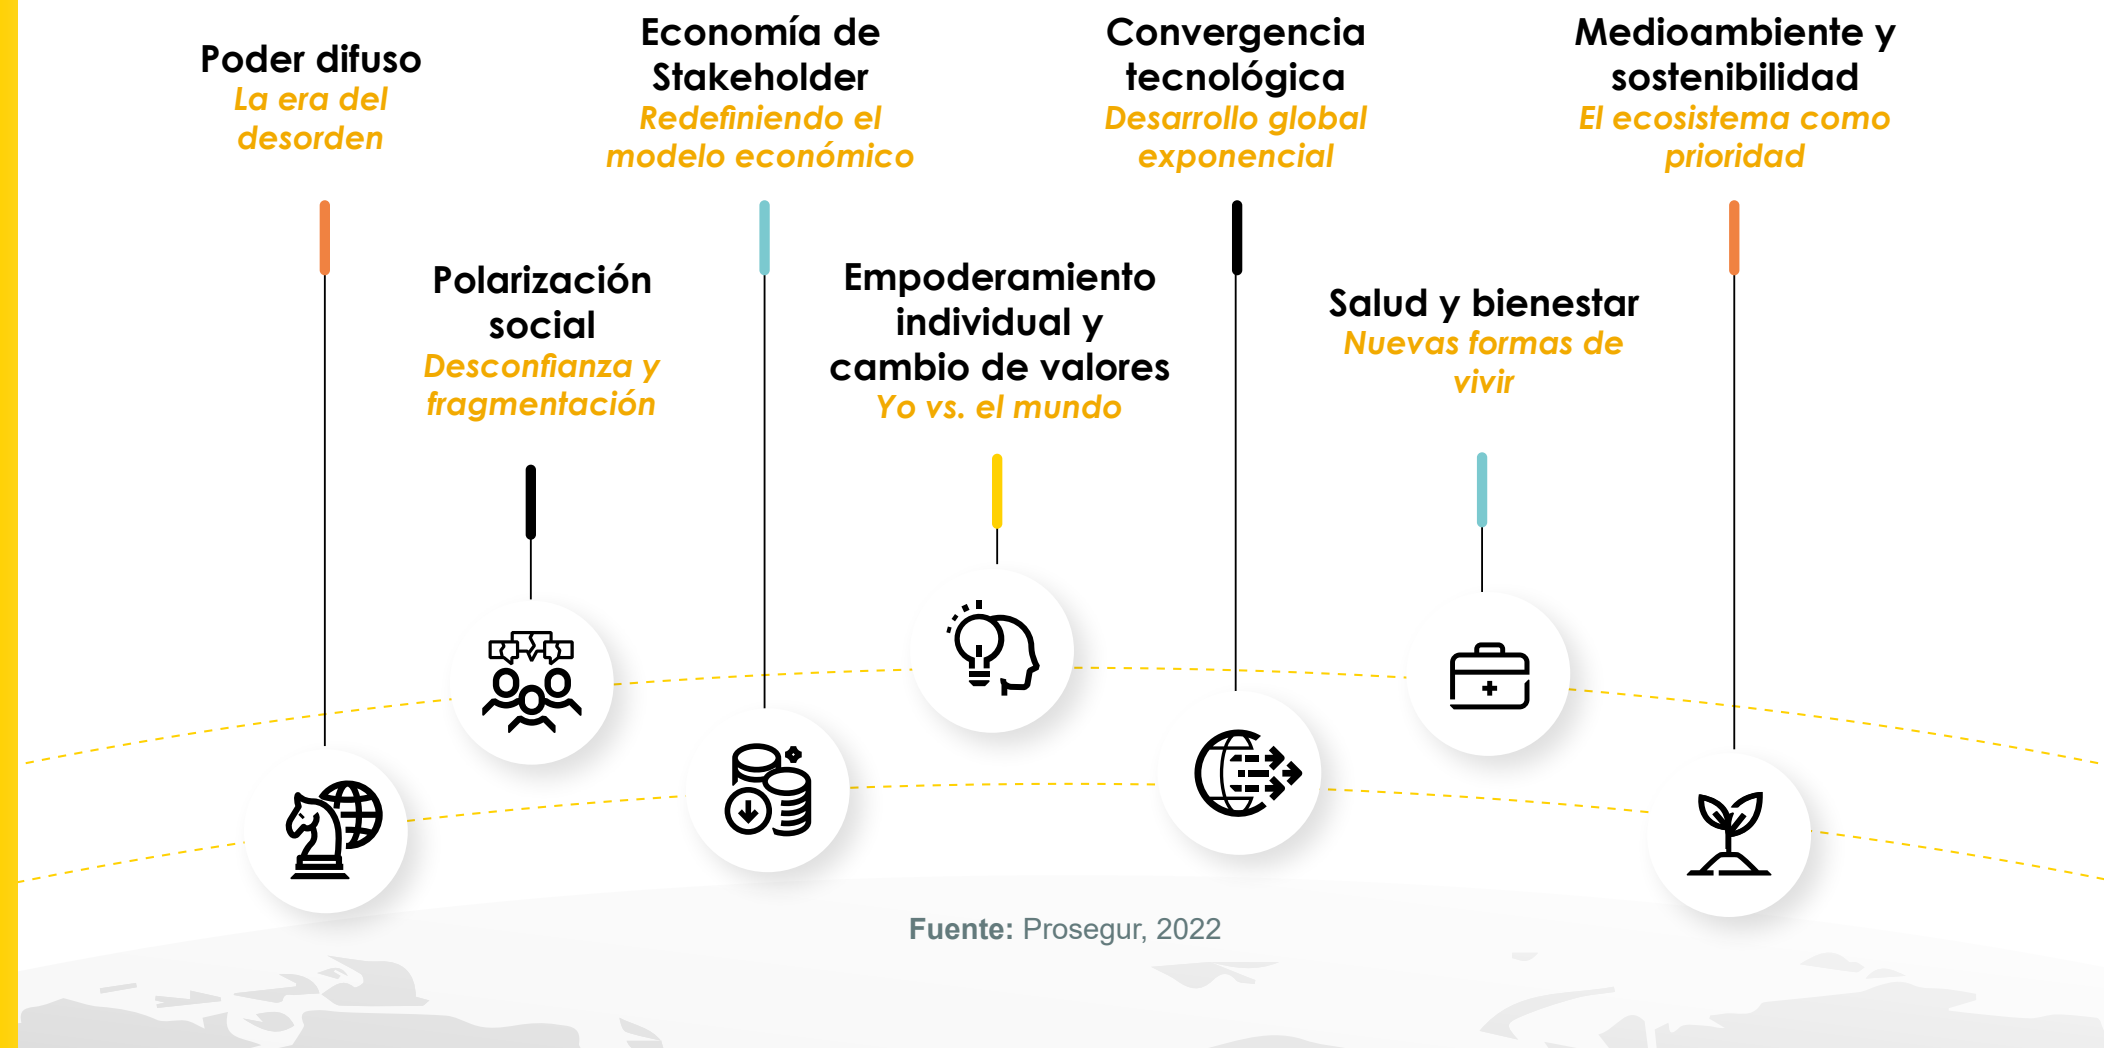 Poder difuso
La era del
desorden
Polarización
social
Desconfianza y
fragmentación
Economía de
Stakeholder
Redefiniendo el
modelo económico
Empoderamiento
individual y
cambio de valores
Yo vs. el mundo
Convergencia
tecnológica
Desarrollo global
exponencial
Salud y bienestar
Nuevas formas de
vivir
Medioambiente y
sostenibilidad
El ecosistema como
prioridad
Fuente: Prosegur, 2022